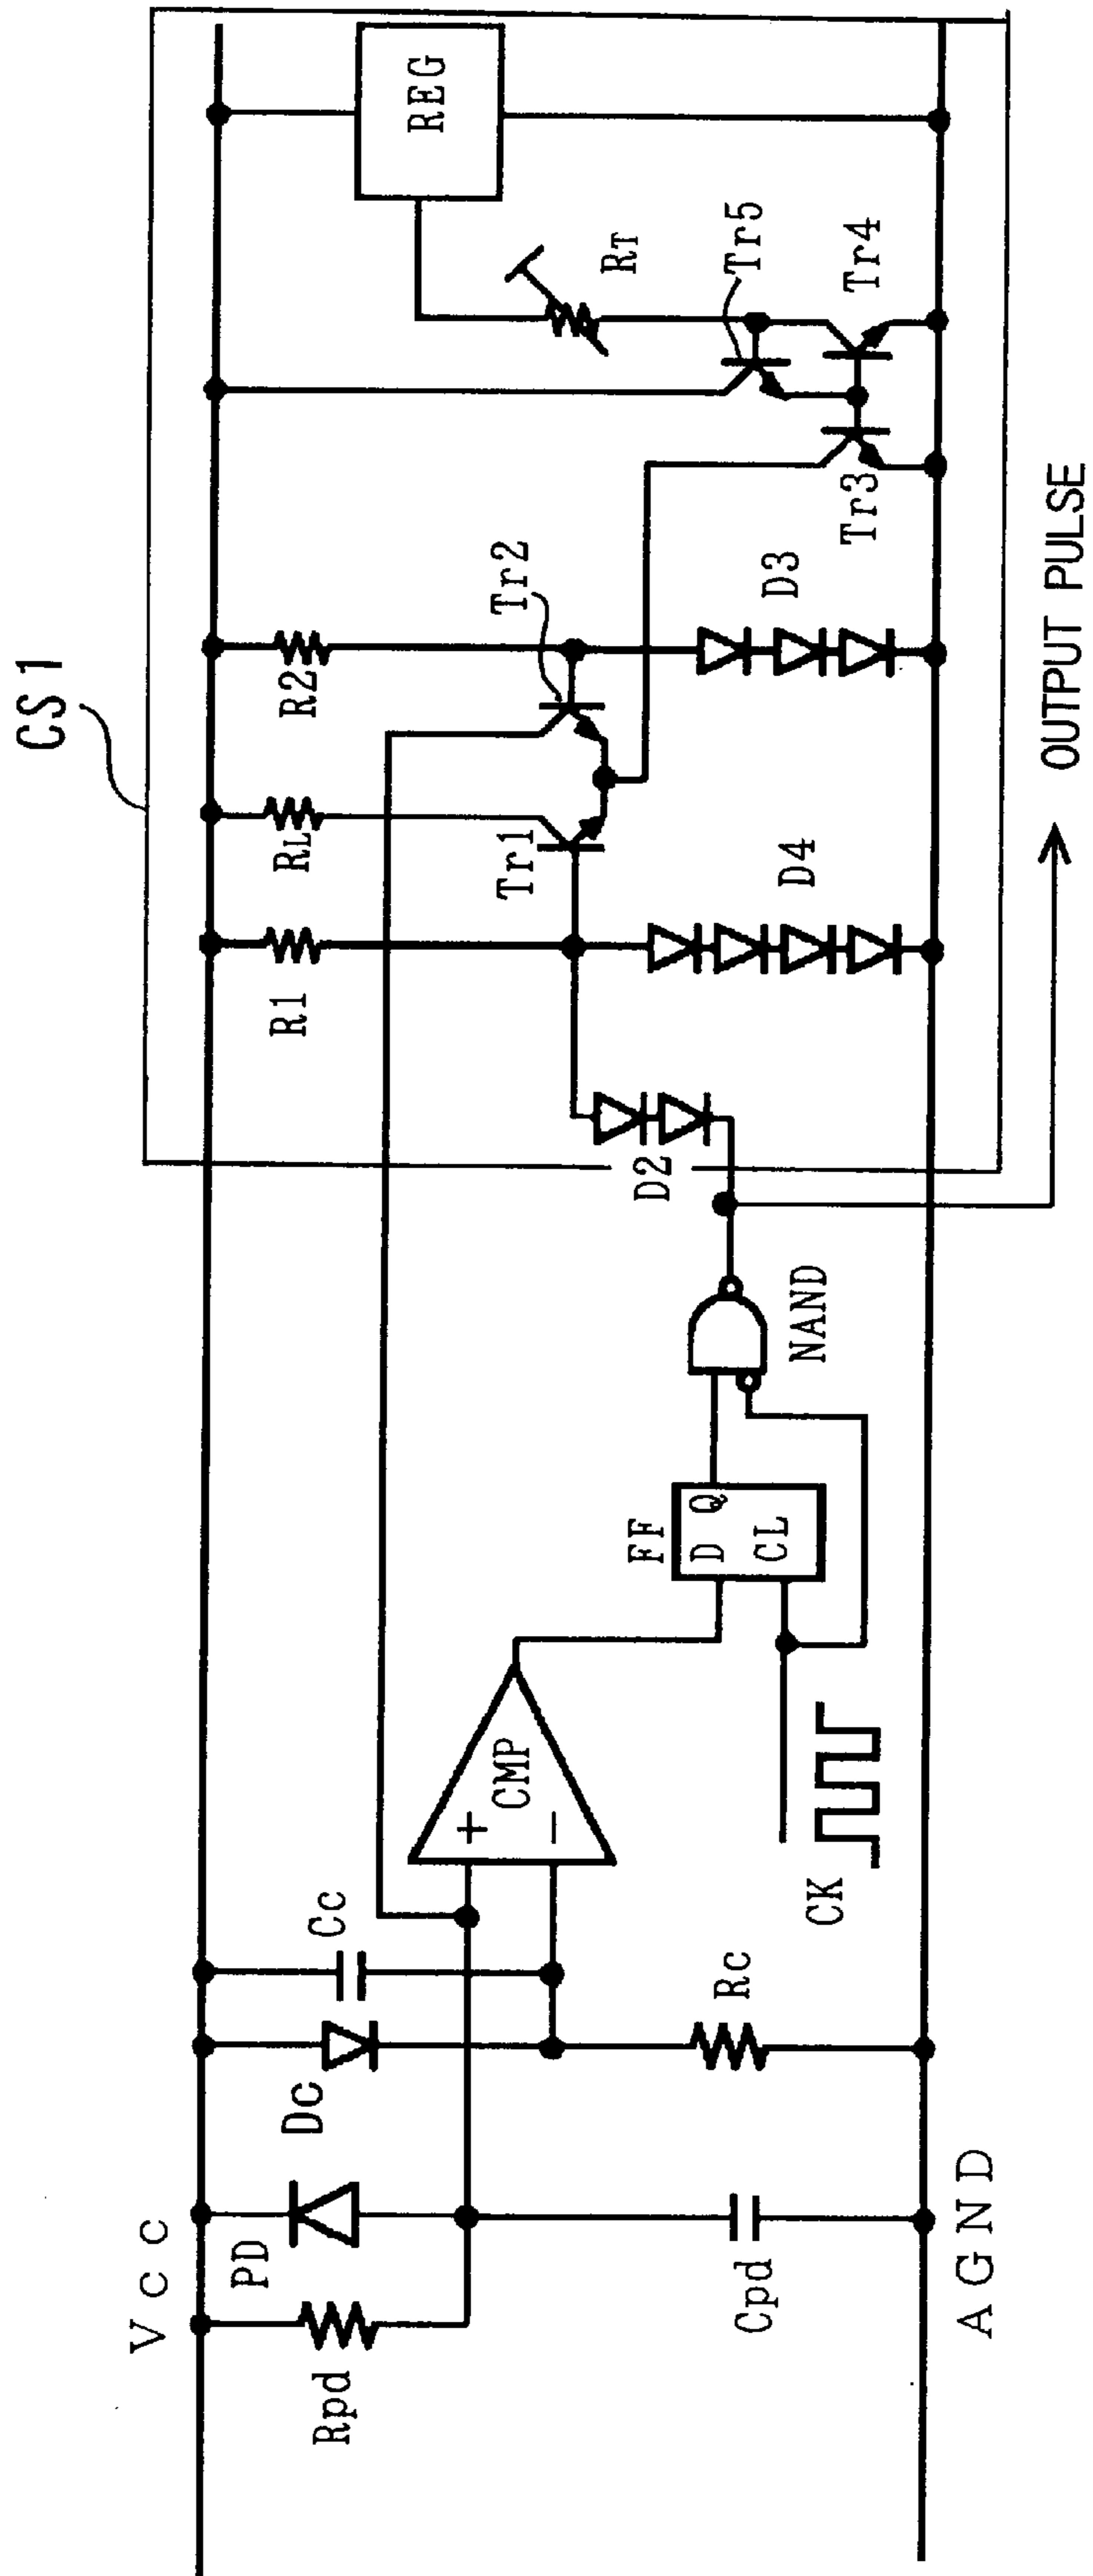 CS1
Vcc
REG
RT
Tr5
Tr4
Tr3
Tr2
R2
RL
R1
Tr1
D3
D4
D2
OUTPUT PULSE
NAND
FF
D Q
CL
CMP
+
−
CK
Cc
Dc
Rc
PD
Rpd
Cpd
AGND